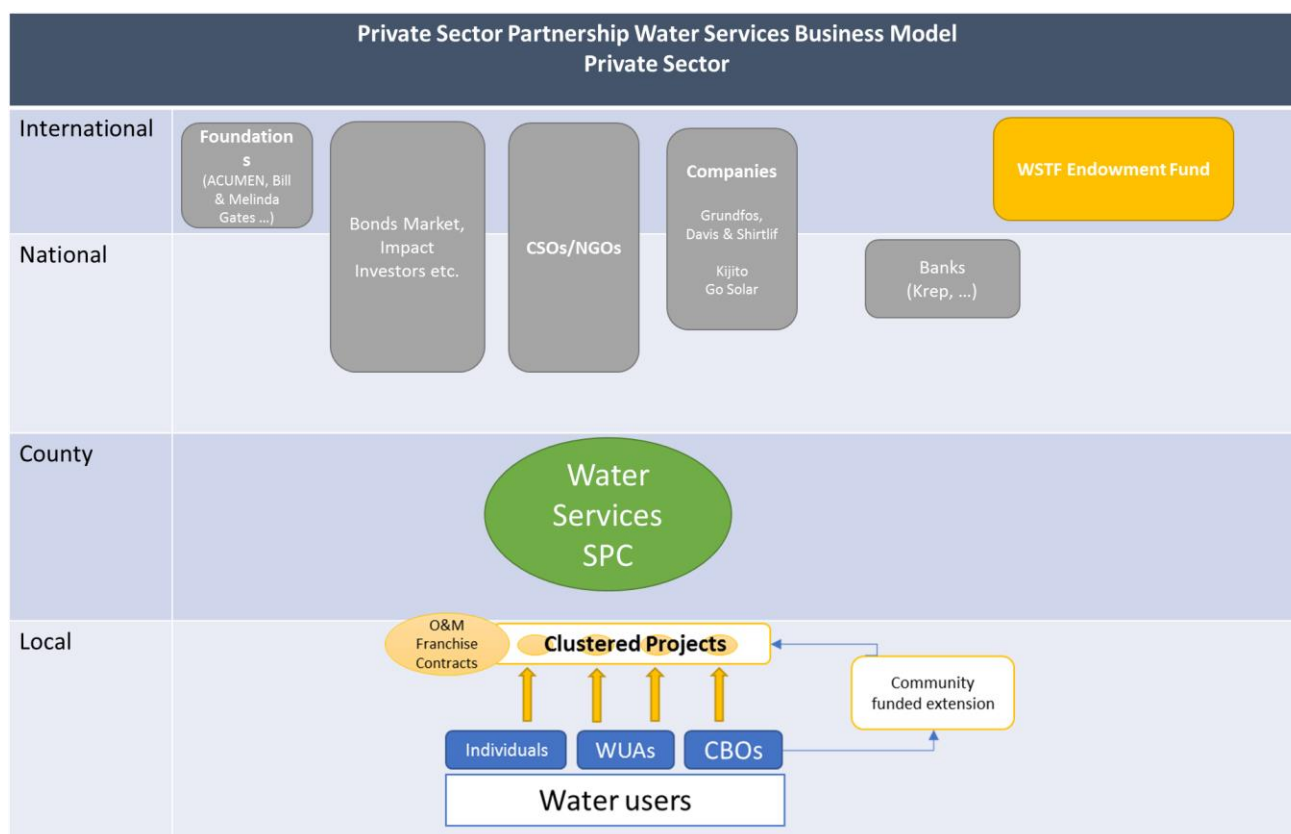 Private Sector Partnership Water Services Business Model
Private Sector
International
Foundation
s
(ACUMEN, Bill
& Melinda
Gates ...)
Bonds Market,
Impact
Investors etc.
CSOs/NGOs
Companies
Grundfos,
Davis & Shirtlif
Kijito
Go Solar
WSTF Endowment Fund
National
Banks
(Krep, ...)
County
Water
Services
SPC
Local
O&M
Franchise
Contracts
Clustered Projects
Community
funded extension
Individuals
WUAs
CBOs
Water users